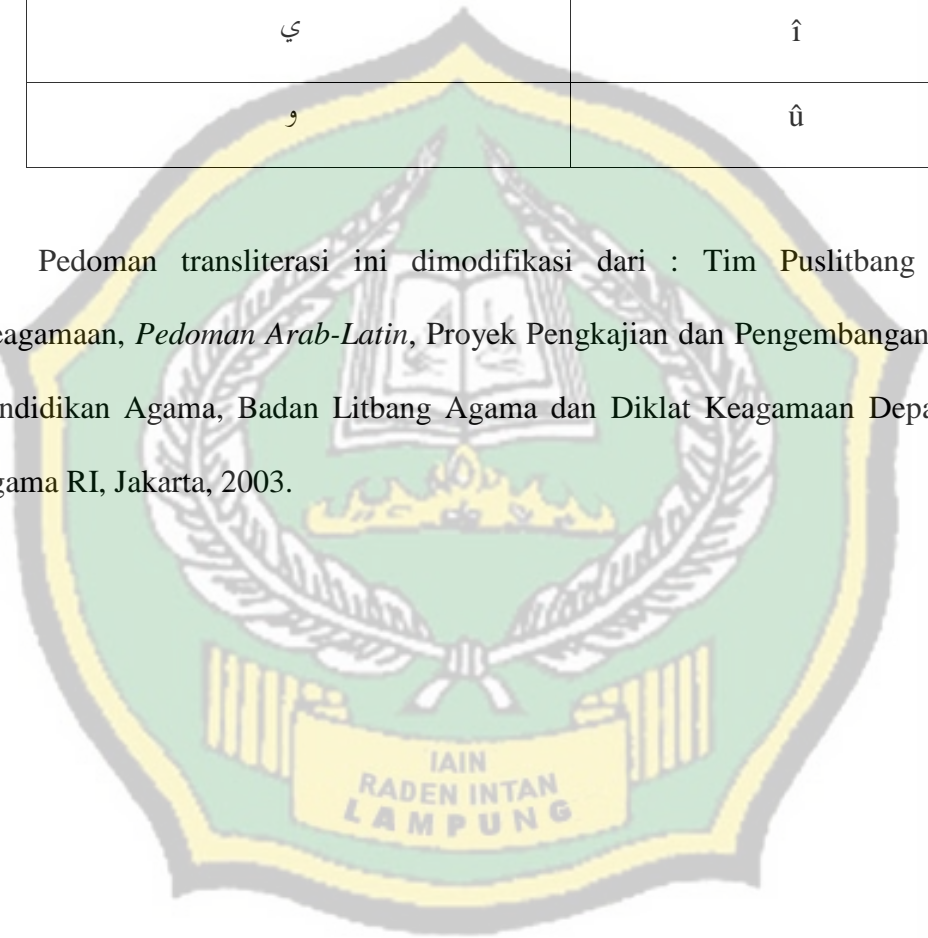 ي î
و û
Pedoman transliterasi ini dimodifikasi dari : Tim Puslitbang
eagamaan, Pedoman Arab-Latin, Proyek Pengkajian dan Pengembangan
ndidikan Agama, Badan Litbang Agama dan Diklat Keagamaan Depa
gama RI, Jakarta, 2003.
IAIN
RADEN INTAN
LAMPUNG